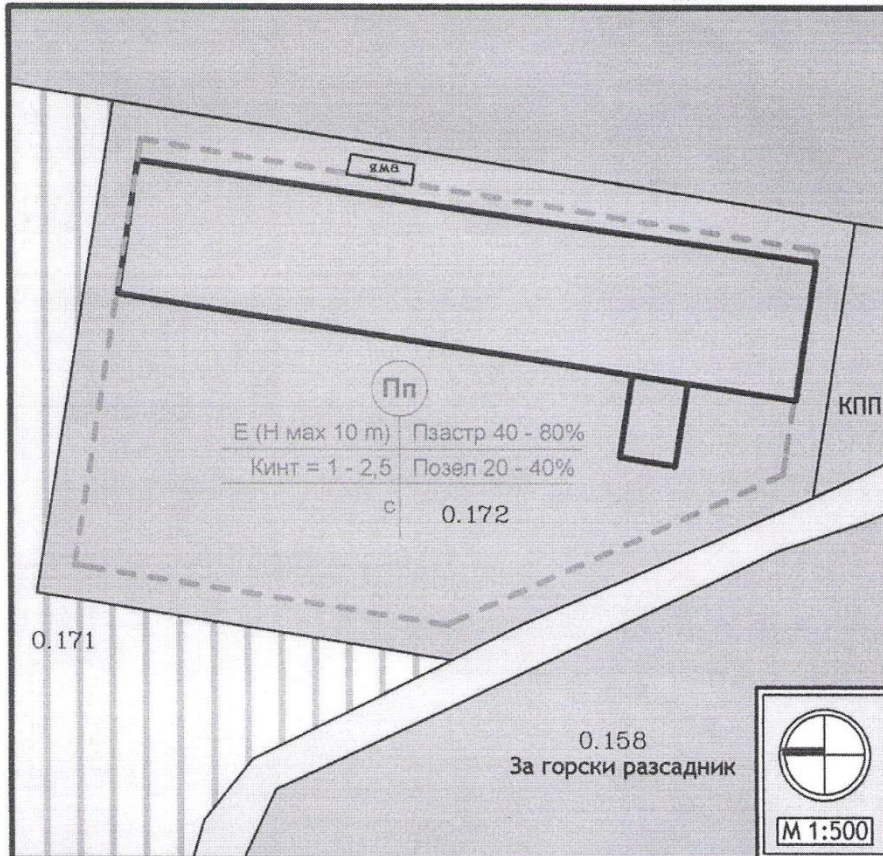 яма
Пп
Е (Н мах 10 m) Пзастр 40 - 80%
Кинт = 1 - 2,5 Позел 20 - 40%
с
0.172
КПП
0.171
0.158
За горски разсадник
М 1:500